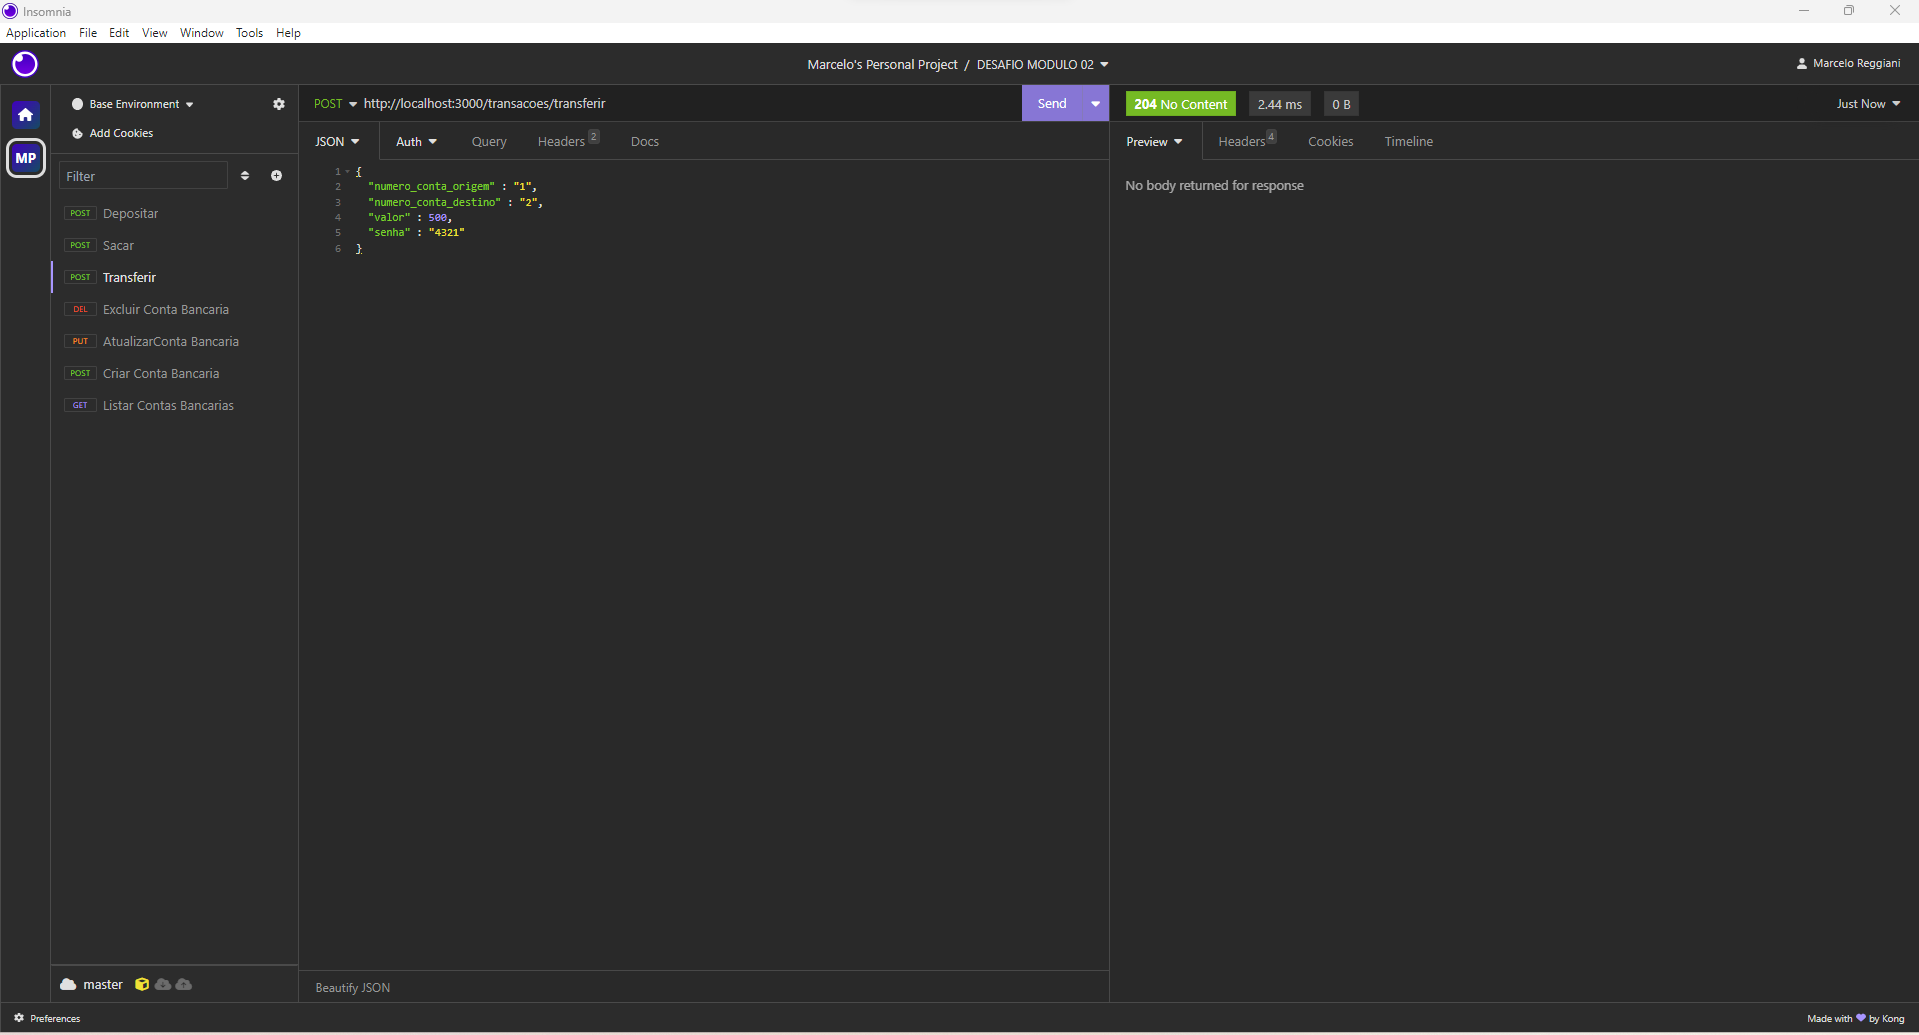 Insomnia
Application File Edit View Window Tools Help
Marcelo's Personal Project / DESAFIO MODULO 02
Marcelo Reggiani
MP
Base Environment
Add Cookies
Filter
POST Depositar
POST Sacar
POST Transferir
DEL Excluir Conta Bancaria
PUT AtualizarConta Bancaria
POST Criar Conta Bancaria
GET Listar Contas Bancarias
master
POST http://localhost:3000/transacoes/transferir Send
JSON Auth Query Headers 2 Docs
1 {
2 "numero_conta_origem" : "1",
3 "numero_conta_destino" : "2",
4 "valor" : 500,
5 "senha" : "4321"
6 }
Beautify JSON
204 No Content 2.44 ms 0 B Just Now
Preview Headers 4 Cookies Timeline
No body returned for response
Preferences
Made with 💜 by Kong